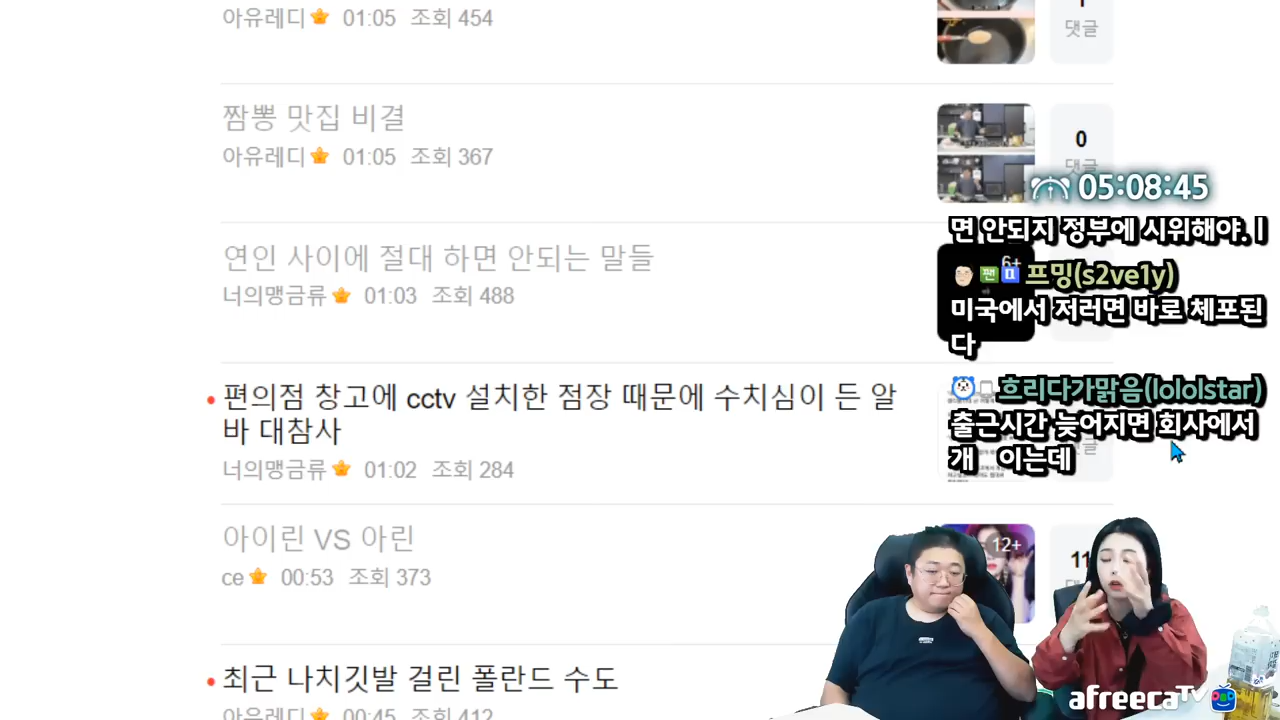 아유레디 01:05 조회 454
댓글
짬뽕 맛집 비결
아유레디 01:05 조회 367
0
댓글
05:08:45
연인 사이에 절대 하면 안되는 말들
너의맹금류 01:03 조회 488
6+
면 안되지 정부에 시위해야.
팬 프밍(s2ve1y)
미국에서 저러면 바로 체포된
다
흐리다가맑음(lololstar)
출근시간 늦어지면 회사에서
개 이는데
편의점 창고에 cctv 설치한 점장 때문에 수치심이 든 알
바 대참사
너의맹금류 01:02 조회 284
아이린 VS 아린
ce 00:53 조회 373
12+
11
최근 나치깃발 걸린 폴란드 수도
아유레디 00:45 조회 412
afreecaTV